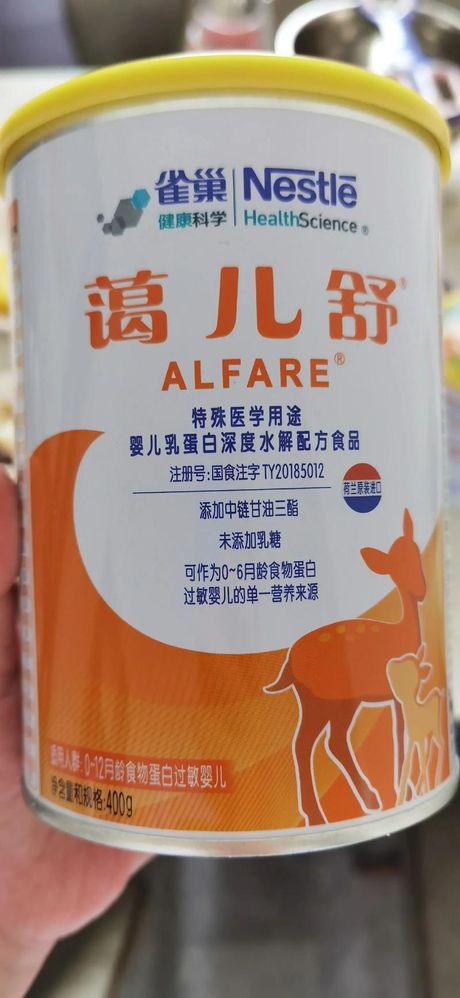 雀巢 Nestlē
健康科学 HealthScience ®
蔼儿舒®
ALFARE®
特殊医学用途
婴儿乳蛋白深度水解配方食品
注册号:国食注字TY20185012
荷兰原装进口
添加中链甘油三酯
未添加乳糖
可作为0~6月龄食物蛋白
过敏婴儿的单一营养来源
适用人群:0-12月龄食物蛋白过敏婴儿
净含量和规格:400g